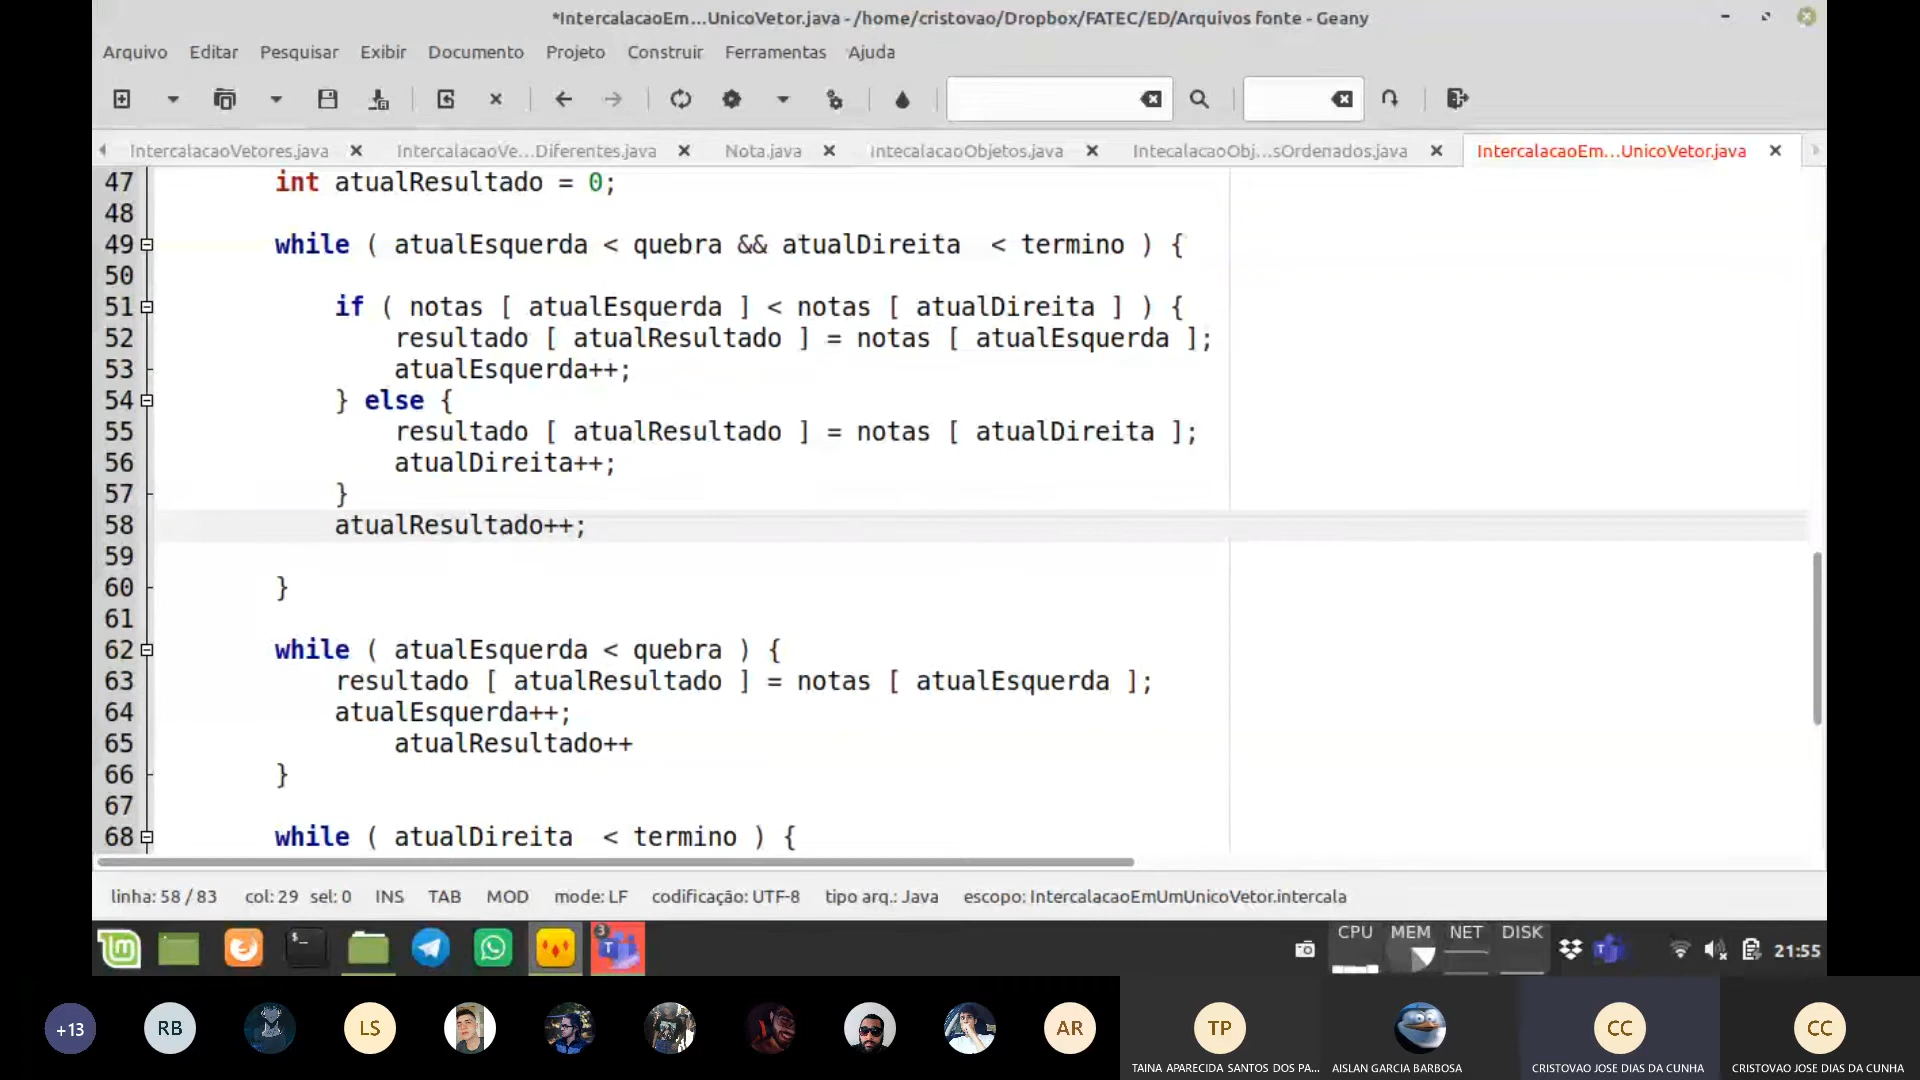 *IntercalacaoEm...UnicoVetor.java - /home/cristovao/Dropbox/FATEC/ED/Arquivos fonte - Geany
Arquivo Editar Pesquisar Exibir Documento Projeto Construir Ferramentas Ajuda
IntercalacaoVetores.java IntercalacaoVe...Diferentes.java Nota.java IntecalacaoObjetos.java IntecalacaoObj...sOrdenados.java IntercalacaoEm...UnicoVetor.java
47 int atualResultado = 0;
48
49 while ( atualEsquerda < quebra && atualDireita  < termino ) {
50
51 if ( notas [ atualEsquerda ] < notas [ atualDireita ] ) {
52 resultado [ atualResultado ] = notas [ atualEsquerda ];
53 atualEsquerda++;
54 } else {
55 resultado [ atualResultado ] = notas [ atualDireita ];
56 atualDireita++;
57 }
58 atualResultado++;
59
60 }
61
62 while ( atualEsquerda < quebra ) {
63 resultado [ atualResultado ] = notas [ atualEsquerda ];
64 atualEsquerda++;
65 atualResultado++
66 }
67
68 while ( atualDireita  < termino ) {
linha: 58 / 83 col: 29 sel: 0 INS TAB MOD mode: LF codificação: UTF-8 tipo arq.: Java escopo: IntercalacaoEmUmUnicoVetor.intercala
3 CPU MEM NET DISK 21:55
+13 RB LS AR TP CC CC
TAINA APARECIDA SANTOS DOS PA... AISLAN GARCIA BARBOSA CRISTOVAO JOSE DIAS DA CUNHA CRISTOVAO JOSE DIAS DA CUNHA